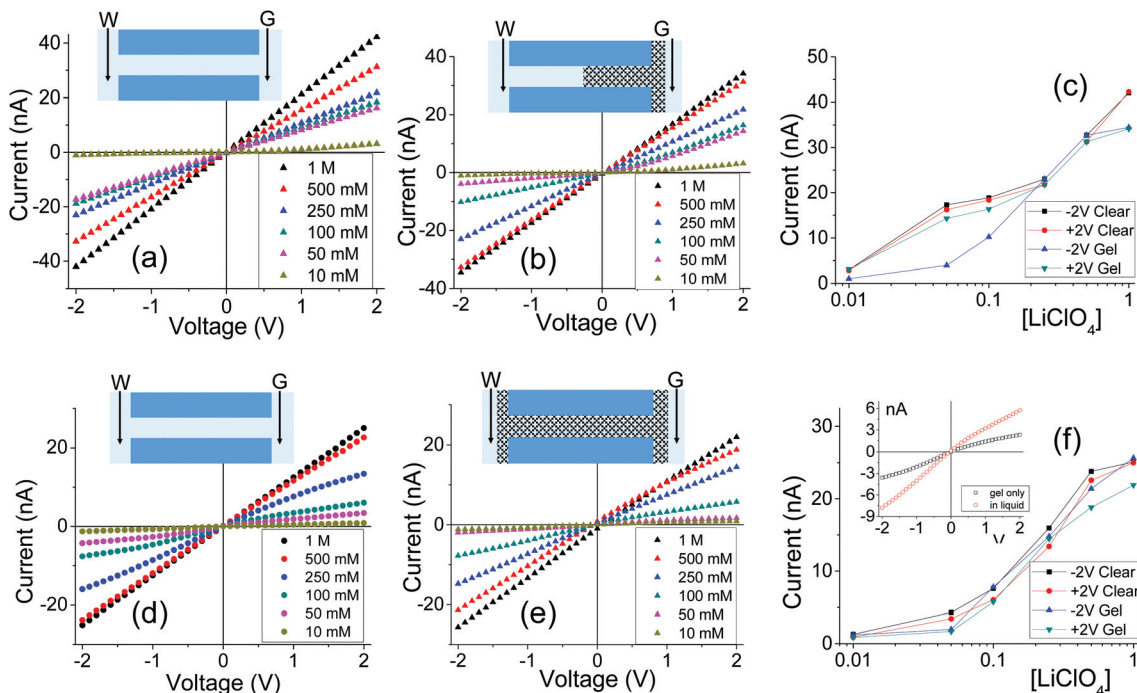 W
G
Current (nA)
40
20
0
-20
-40
1 M
500 mM
250 mM
100 mM
50 mM
10 mM
(a)
-2
-1
0
1
2
Voltage (V)
W
G
Current (nA)
40
20
0
-20
-40
1 M
500 mM
250 mM
100 mM
50 mM
10 mM
(b)
-2
-1
0
1
2
Voltage (V)
(c)
Current (nA)
50
40
30
20
10
0
-2V Clear
+2V Clear
-2V Gel
+2V Gel
0.01
0.1
1
[LiClO4]
W
G
Current (nA)
20
0
-20
1 M
500 mM
250 mM
100 mM
50 mM
10 mM
(d)
-2
-1
0
1
2
Voltage (V)
W
G
Current (nA)
20
0
-20
1 M
500 mM
250 mM
100 mM
50 mM
10 mM
(e)
-2
-1
0
1
2
Voltage (V)
(f)
Current (nA)
30
25
20
15
10
5
0
nA
6
3
0
-3
-6
-9
gel only
in liquid
-2
-1
0
1
2
-2V Clear
+2V Clear
-2V Gel
+2V Gel
0.01
0.1
1
[LiClO4]